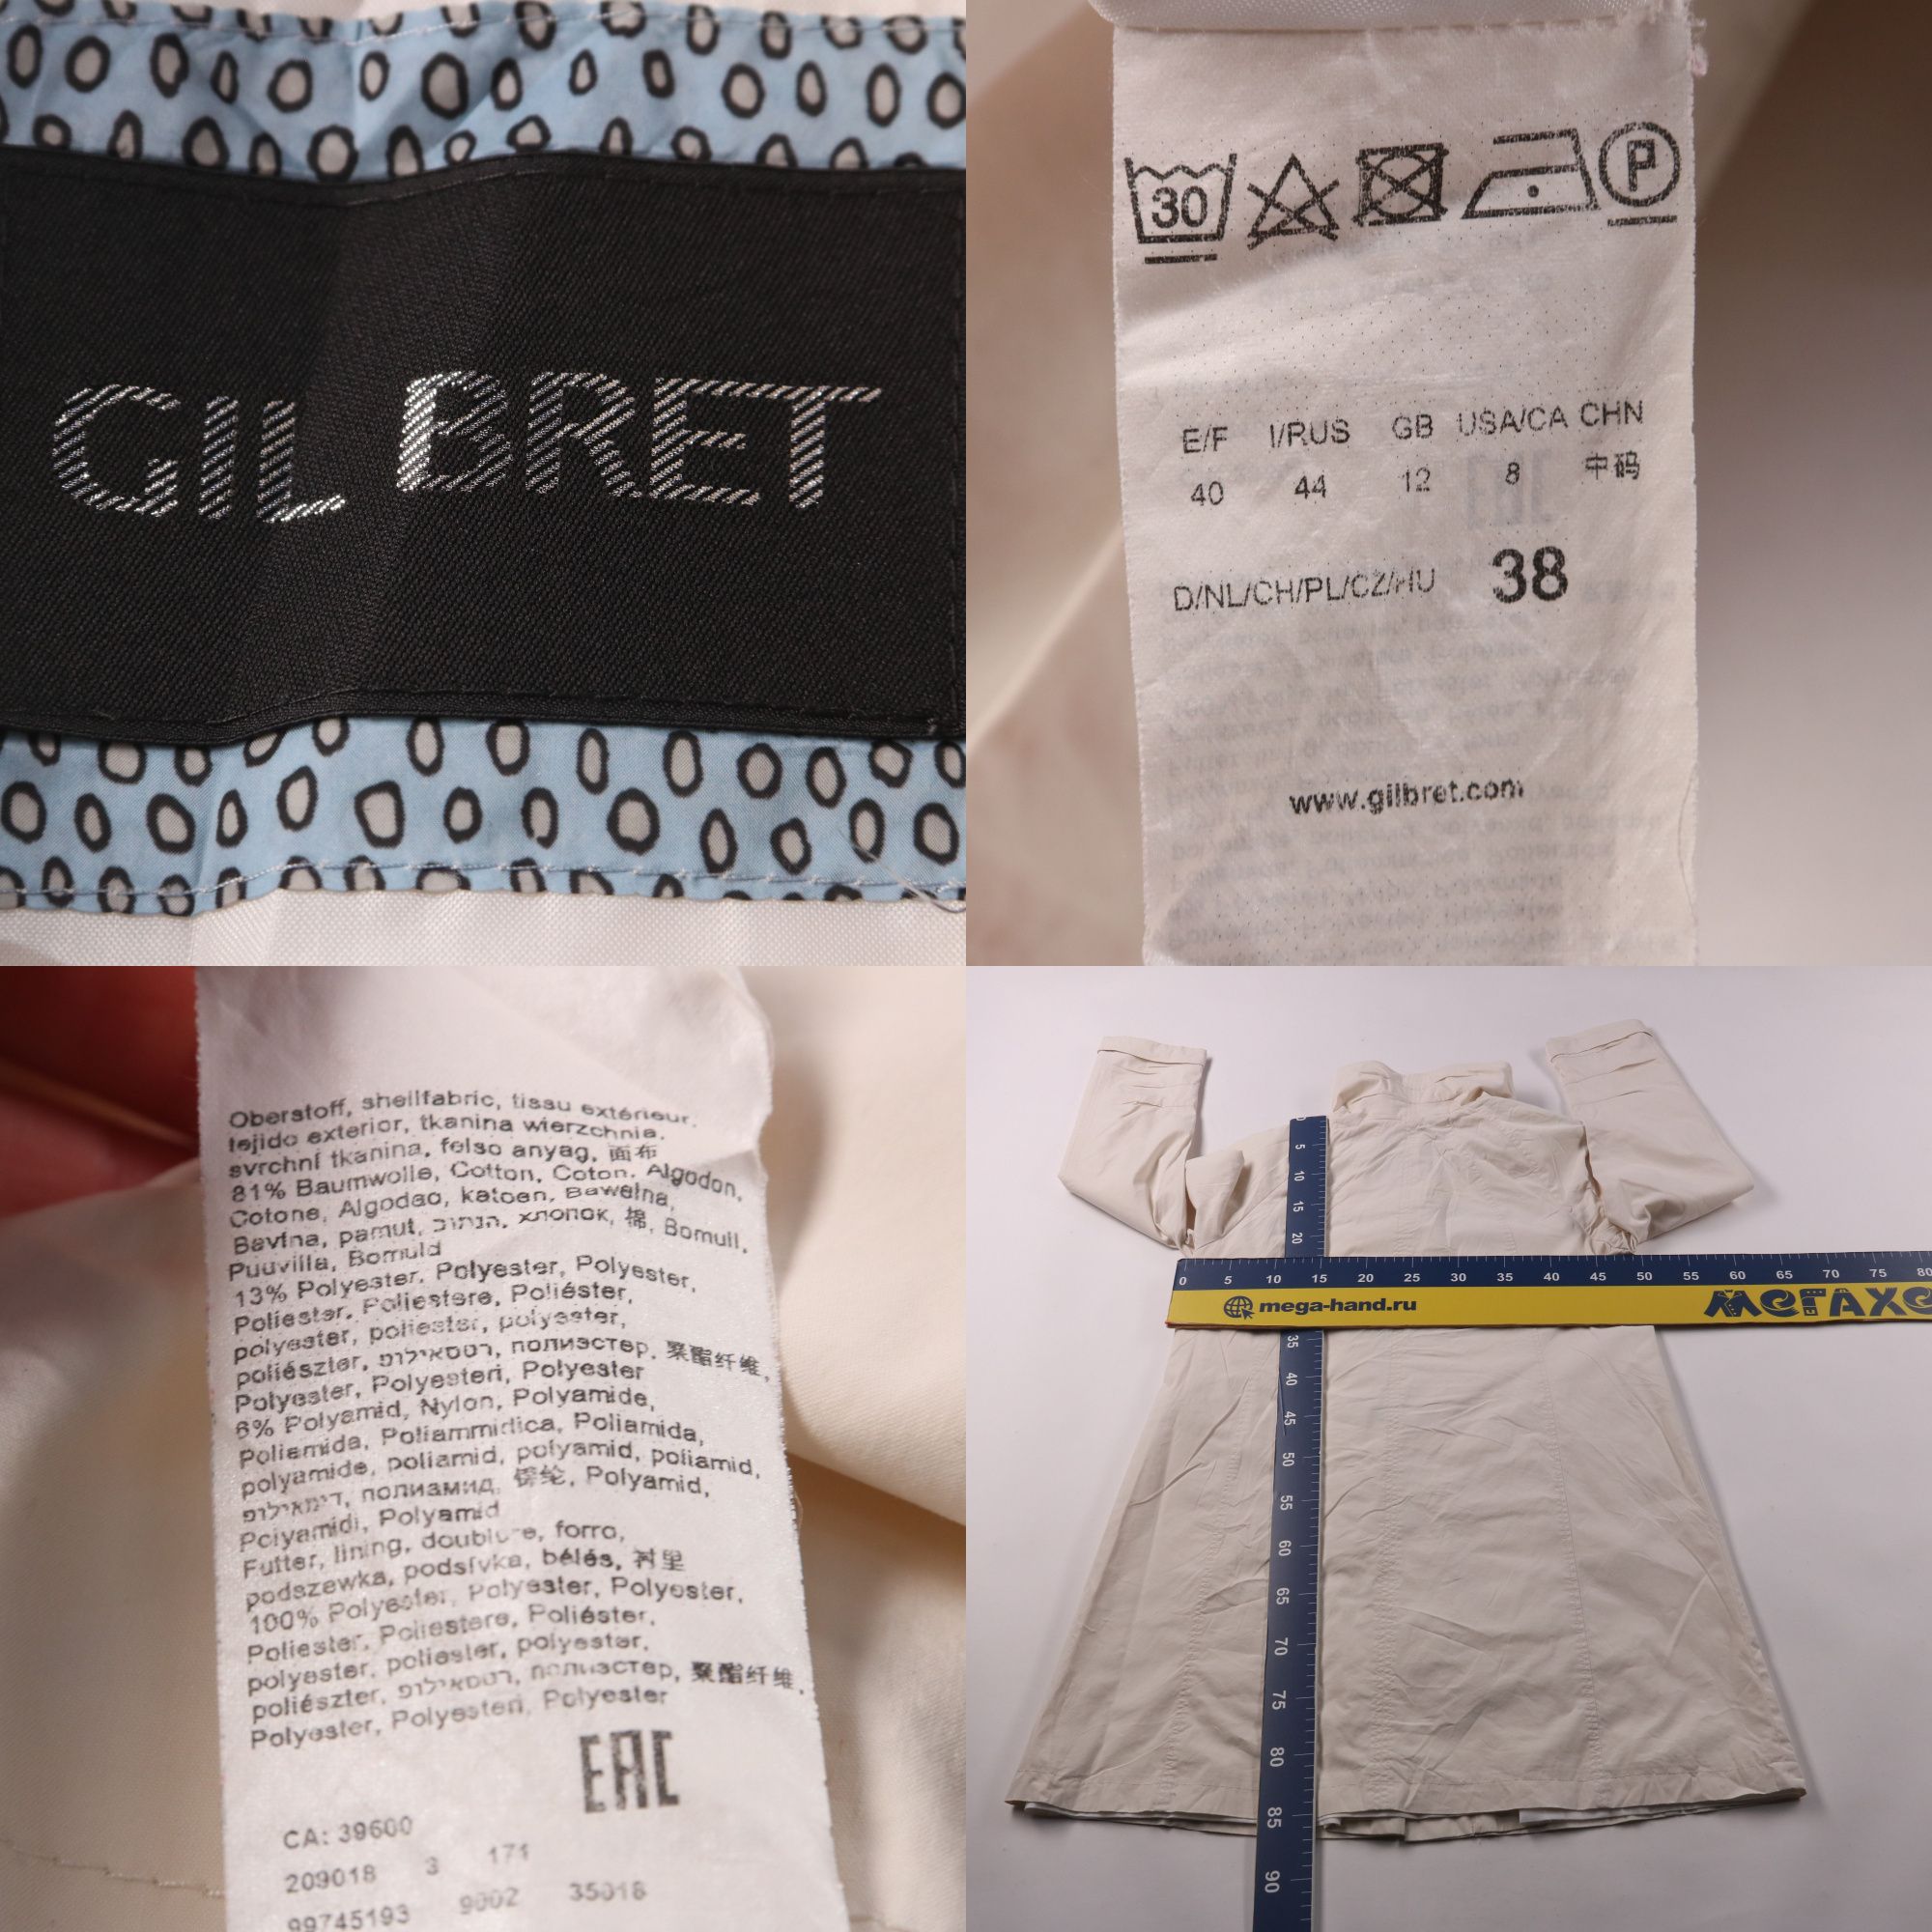 GIL BRET
30
P
E/F I/RUS GB USA/CA CHN
40 44 12 8 中码
D/NL/CH/PL/CZ/HU 38
www.gilbret.com
Oberstoff, shellfabric, tissu extérieur,
tejido exterior, tkanina wierzchnia,
svrchní tkanina, felso anyag, 面布
81% Baumwolle, Cotton, Coton, Algodon,
Cotone, Algodao, katoen, Bawelna,
Bavlna, pamut, הנתוכ, хлопок, 棉, Bomull,
Puuvilla, Bomuld
13% Polyester, Polyester, Polyester,
Poliester, Poliestere, Poliéster,
polyester, poliester, polyester,
poliészter, רטסאילופ, полиэстер, 聚酯纤维,
Polyester, Polyesteri, Polyester
6% Polyamid, Nylon, Polyamide,
Poliamida, Poliammidica, Poliamida,
polyamide, poliamid, polyamid, poliamid,
דימאילופ, полиамид, 锦纶, Polyamid,
Polyamidi, Polyamid
Futter, lining, doublure, forro,
podszewka, podsívka, bélés, 衬里
100% Polyester, Polyester, Polyester,
Poliester, Poliestere, Poliéster,
polyester, poliester, polyester,
poliészter, רטסאילופ, полиэстер, 聚酯纤维,
Polyester, Polyesteri, Polyester
EAC
CA: 39600
209018 3 171
99745193 9002 35018
0 5 10 15 20 25 30 35 40 45 50 55 60 65 70 75 80
mega-hand.ru МЕГАХЕ
5
10
15
20
35
40
45
50
55
60
65
70
75
80
85
90